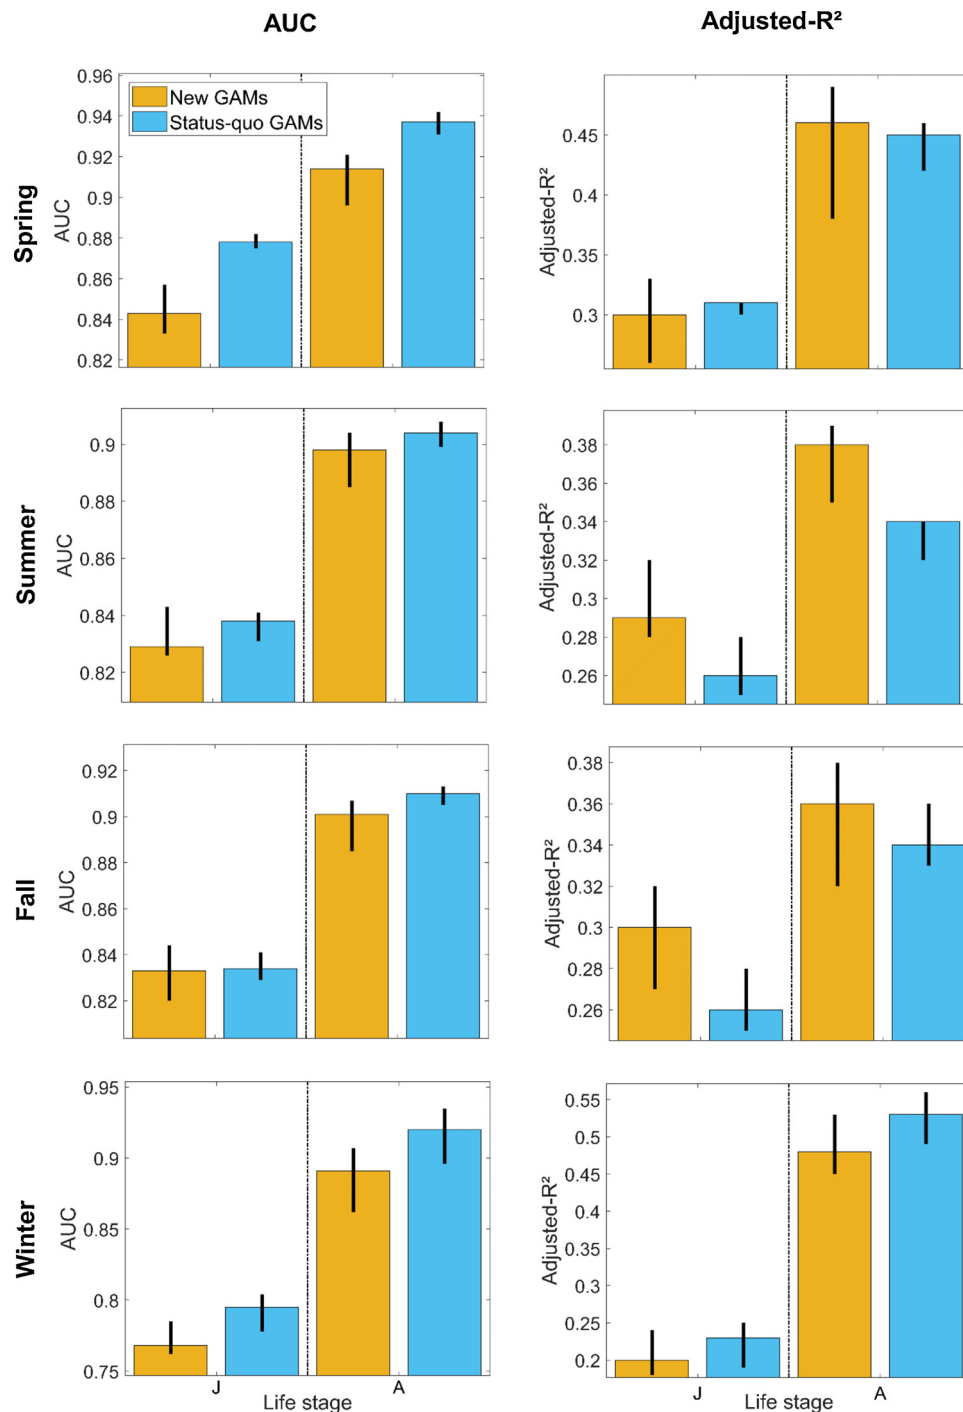 AUC
Adjusted-R²
Spring
AUC
0.96
0.94
0.92
0.9
0.88
0.86
0.84
0.82
New GAMs
Status-quo GAMs
Adjusted-R²
0.45
0.4
0.35
0.3
Summer
AUC
0.9
0.88
0.86
0.84
0.82
Adjusted-R²
0.38
0.36
0.34
0.32
0.3
0.28
0.26
Fall
AUC
0.92
0.9
0.88
0.86
0.84
0.82
Adjusted-R²
0.38
0.36
0.34
0.32
0.3
0.28
0.26
Winter
AUC
0.95
0.9
0.85
0.8
0.75
J
A
Life stage
Adjusted-R²
0.55
0.5
0.45
0.4
0.35
0.3
0.25
0.2
J
A
Life stage